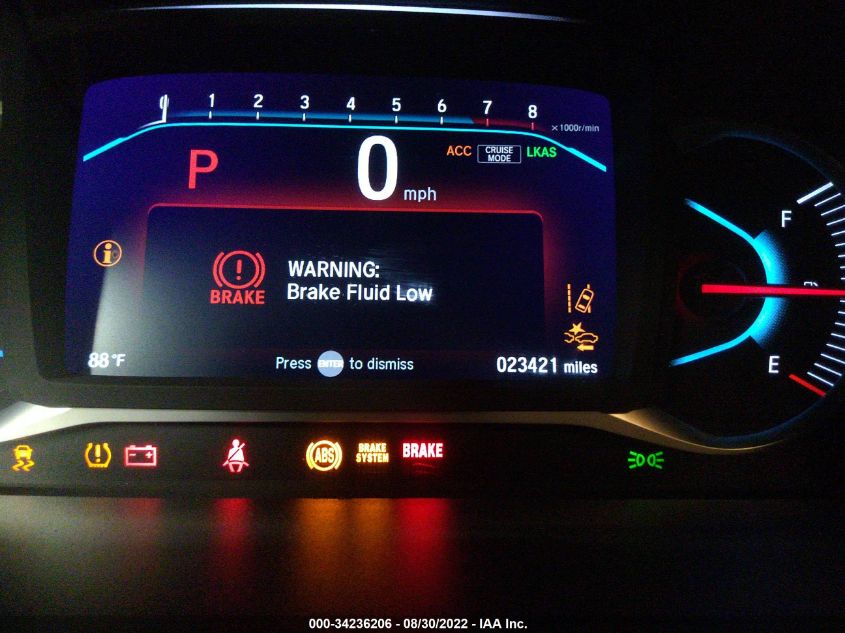 0 1 2 3 4 5 6 7 8
x1000r/min
P
0 mph
ACC CRUISE MODE LKAS
F
BRAKE
WARNING:
Brake Fluid Low
E
88°F
Press ENTER to dismiss
023421 miles
ABS
BRAKE
SYSTEM
BRAKE
000-34236206 - 08/30/2022 - IAA Inc.